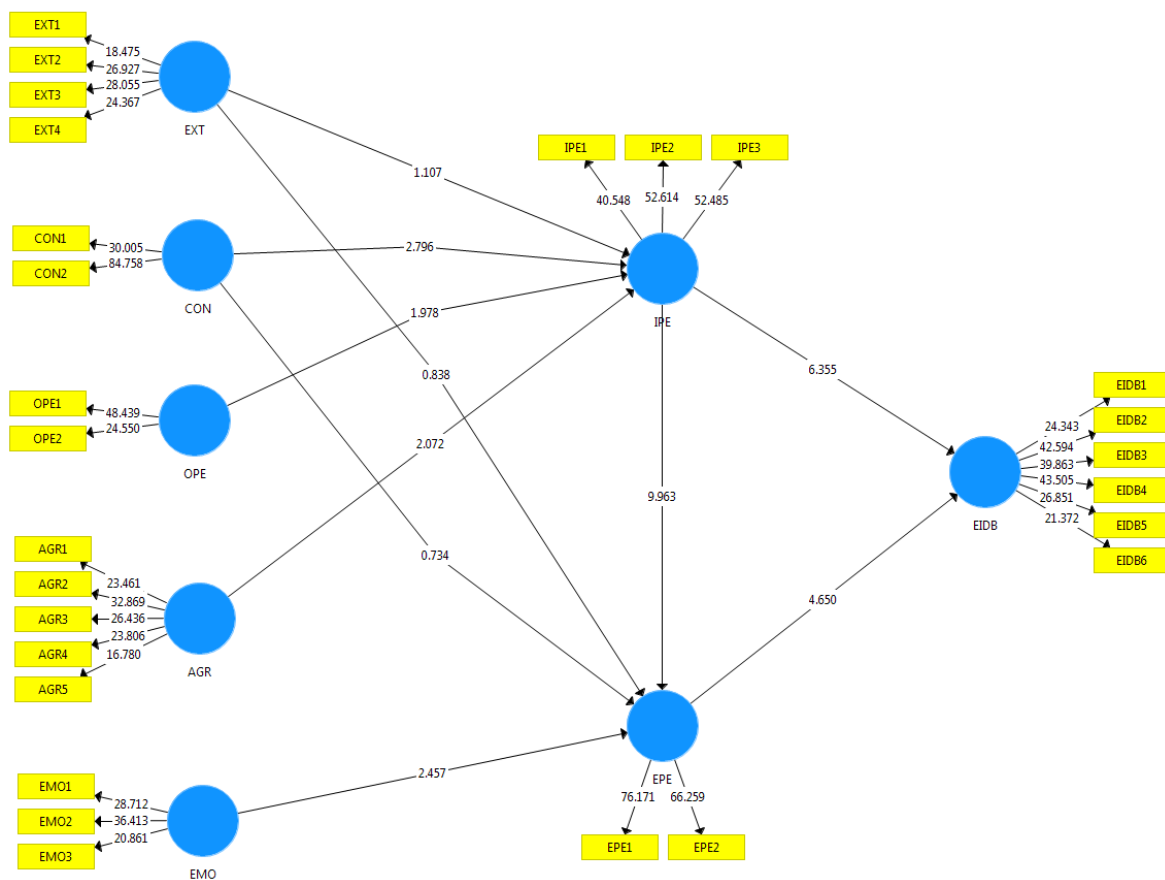 EXT1
EXT2
EXT3
EXT4
18.475
26.927
28.055
24.367
EXT
CON1
CON2
30.005
84.758
CON
OPE1
OPE2
48.439
24.550
OPE
AGR1
AGR2
AGR3
AGR4
AGR5
23.461
32.869
26.436
23.806
16.780
AGR
EMO1
EMO2
EMO3
28.712
36.413
20.861
EMO
1.107
2.796
1.978
0.838
2.072
0.734
2.457
IPE1
IPE2
IPE3
40.548
52.614
52.485
IPE
9.963
EPE
76.171
66.259
EPE1
EPE2
6.355
4.650
EIDB
24.343
42.594
39.863
43.505
26.851
21.372
EIDB1
EIDB2
EIDB3
EIDB4
EIDB5
EIDB6